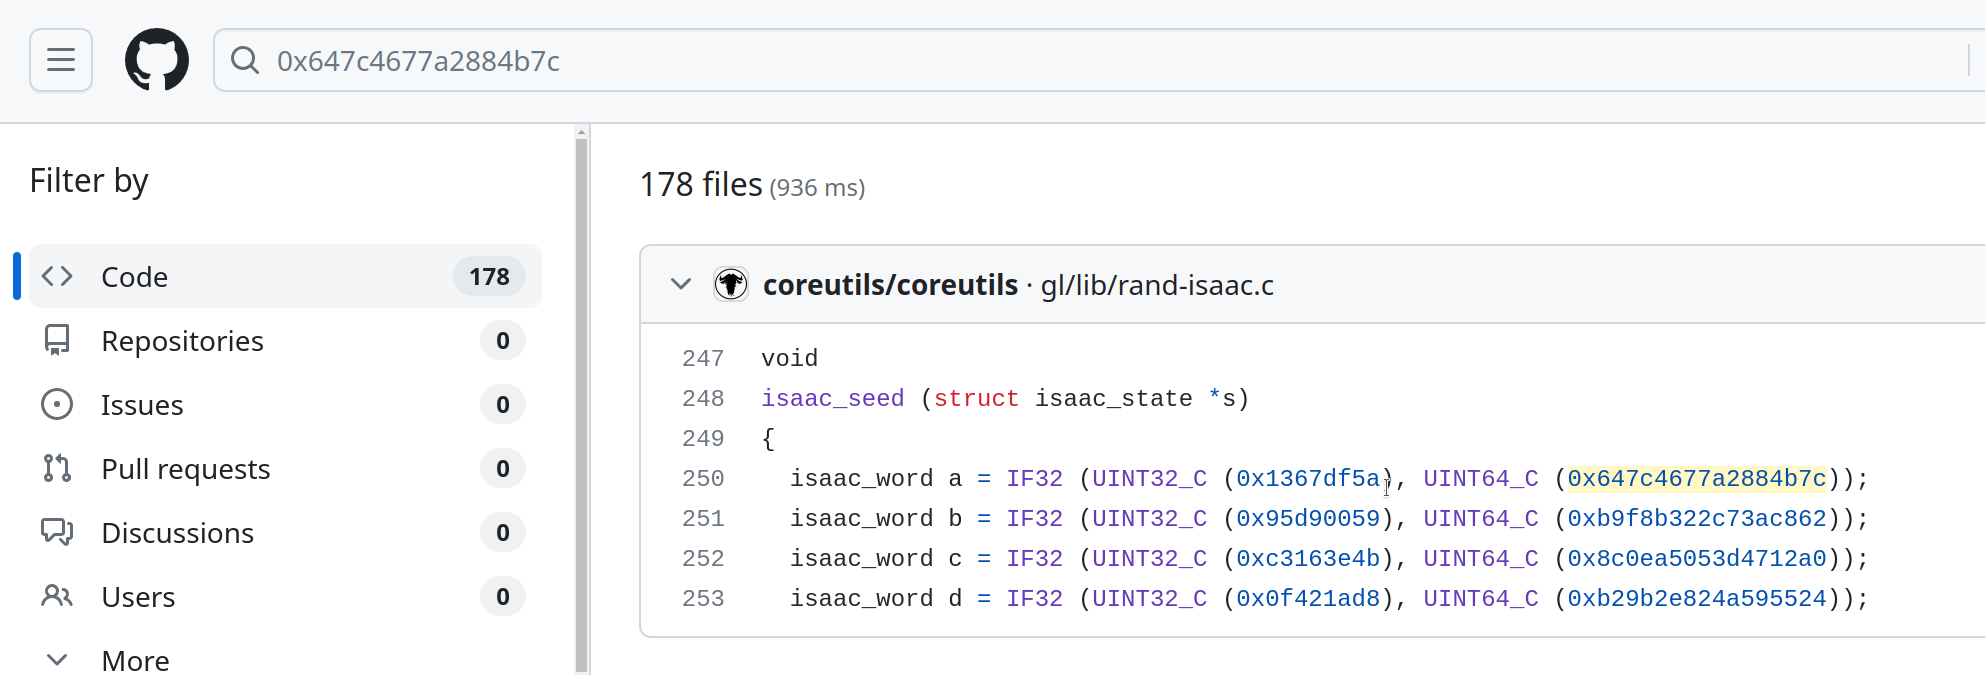 0x647c4677a2884b7c
Filter by
Code 178
Repositories 0
Issues 0
Pull requests 0
Discussions 0
Users 0
More
178 files (936 ms)
coreutils/coreutils · gl/lib/rand-isaac.c
247 void
248 isaac_seed (struct isaac_state *s)
249 {
250 isaac_word a = IF32 (UINT32_C (0x1367df5a), UINT64_C (0x647c4677a2884b7c));
251 isaac_word b = IF32 (UINT32_C (0x95d90059), UINT64_C (0xb9f8b322c73ac862));
252 isaac_word c = IF32 (UINT32_C (0xc3163e4b), UINT64_C (0x8c0ea5053d4712a0));
253 isaac_word d = IF32 (UINT32_C (0x0f421ad8), UINT64_C (0xb29b2e824a595524));